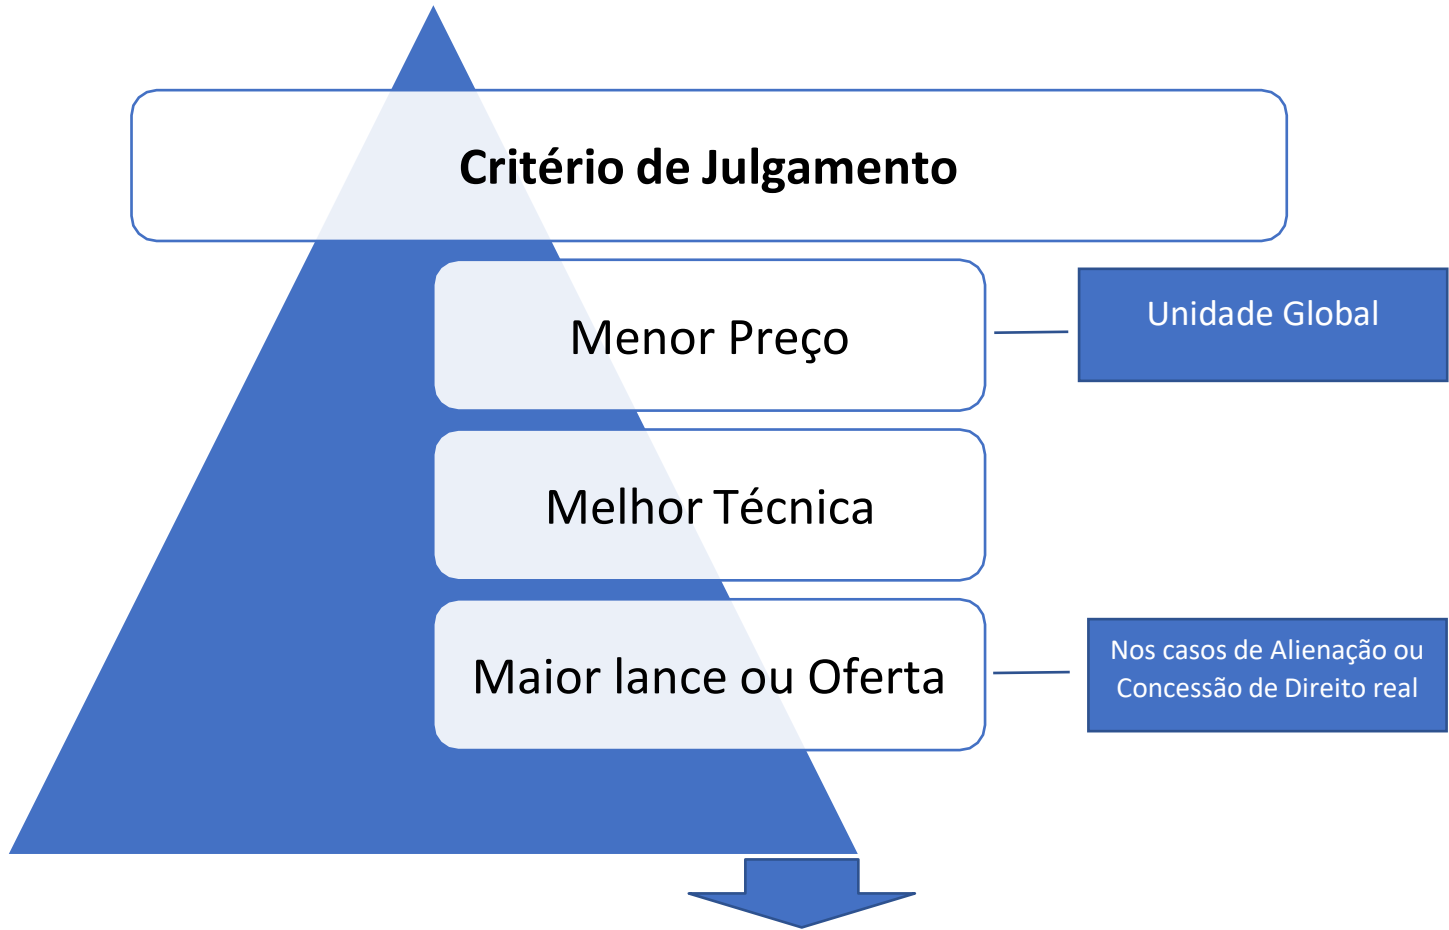 Critério de Julgamento
Menor Preço
Unidade Global
Melhor Técnica
Maior lance ou Oferta
Nos casos de Alienação ou
Concessão de Direito real